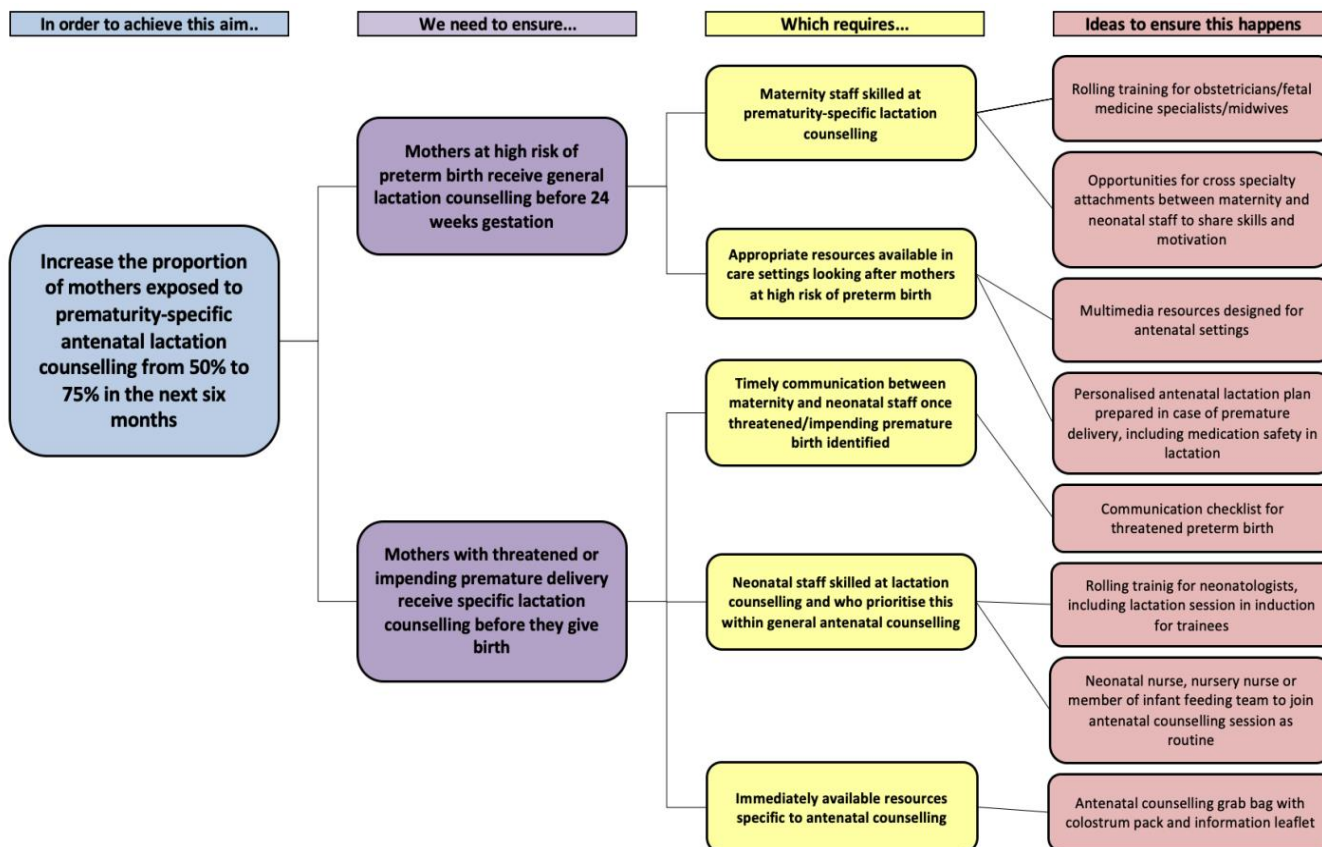 In order to achieve this aim..
We need to ensure...
Which requires...
Ideas to ensure this happens
Increase the proportion
of mothers exposed to
prematurity-specific
antenatal lactation
counselling from 50% to
75% in the next six
months
Mothers at high risk of
preterm birth receive general
lactation counselling before 24
weeks gestation
Mothers with threatened or
impending premature delivery
receive specific lactation
counselling before they give
birth
Maternity staff skilled at
prematurity-specific lactation
counselling
Appropriate resources available in
care settings looking after mothers
at high risk of preterm birth
Timely communication between
maternity and neonatal staff once
threatened/impending premature
birth identified
Neonatal staff skilled at lactation
counselling and who prioritise this
within general antenatal counselling
Immediately available resources
specific to antenatal counselling
Rolling training for obstetricians/fetal
medicine specialists/midwives
Opportunities for cross specialty
attachments between maternity and
neonatal staff to share skills and
motivation
Multimedia resources designed for
antenatal settings
Personalised antenatal lactation plan
prepared in case of premature
delivery, including medication safety in
lactation
Communication checklist for
threatened preterm birth
Rolling trainig for neonatologists,
including lactation session in induction
for trainees
Neonatal nurse, nursery nurse or
member of infant feeding team to join
antenatal counselling session as
routine
Antenatal counselling grab bag with
colostrum pack and information leaflet